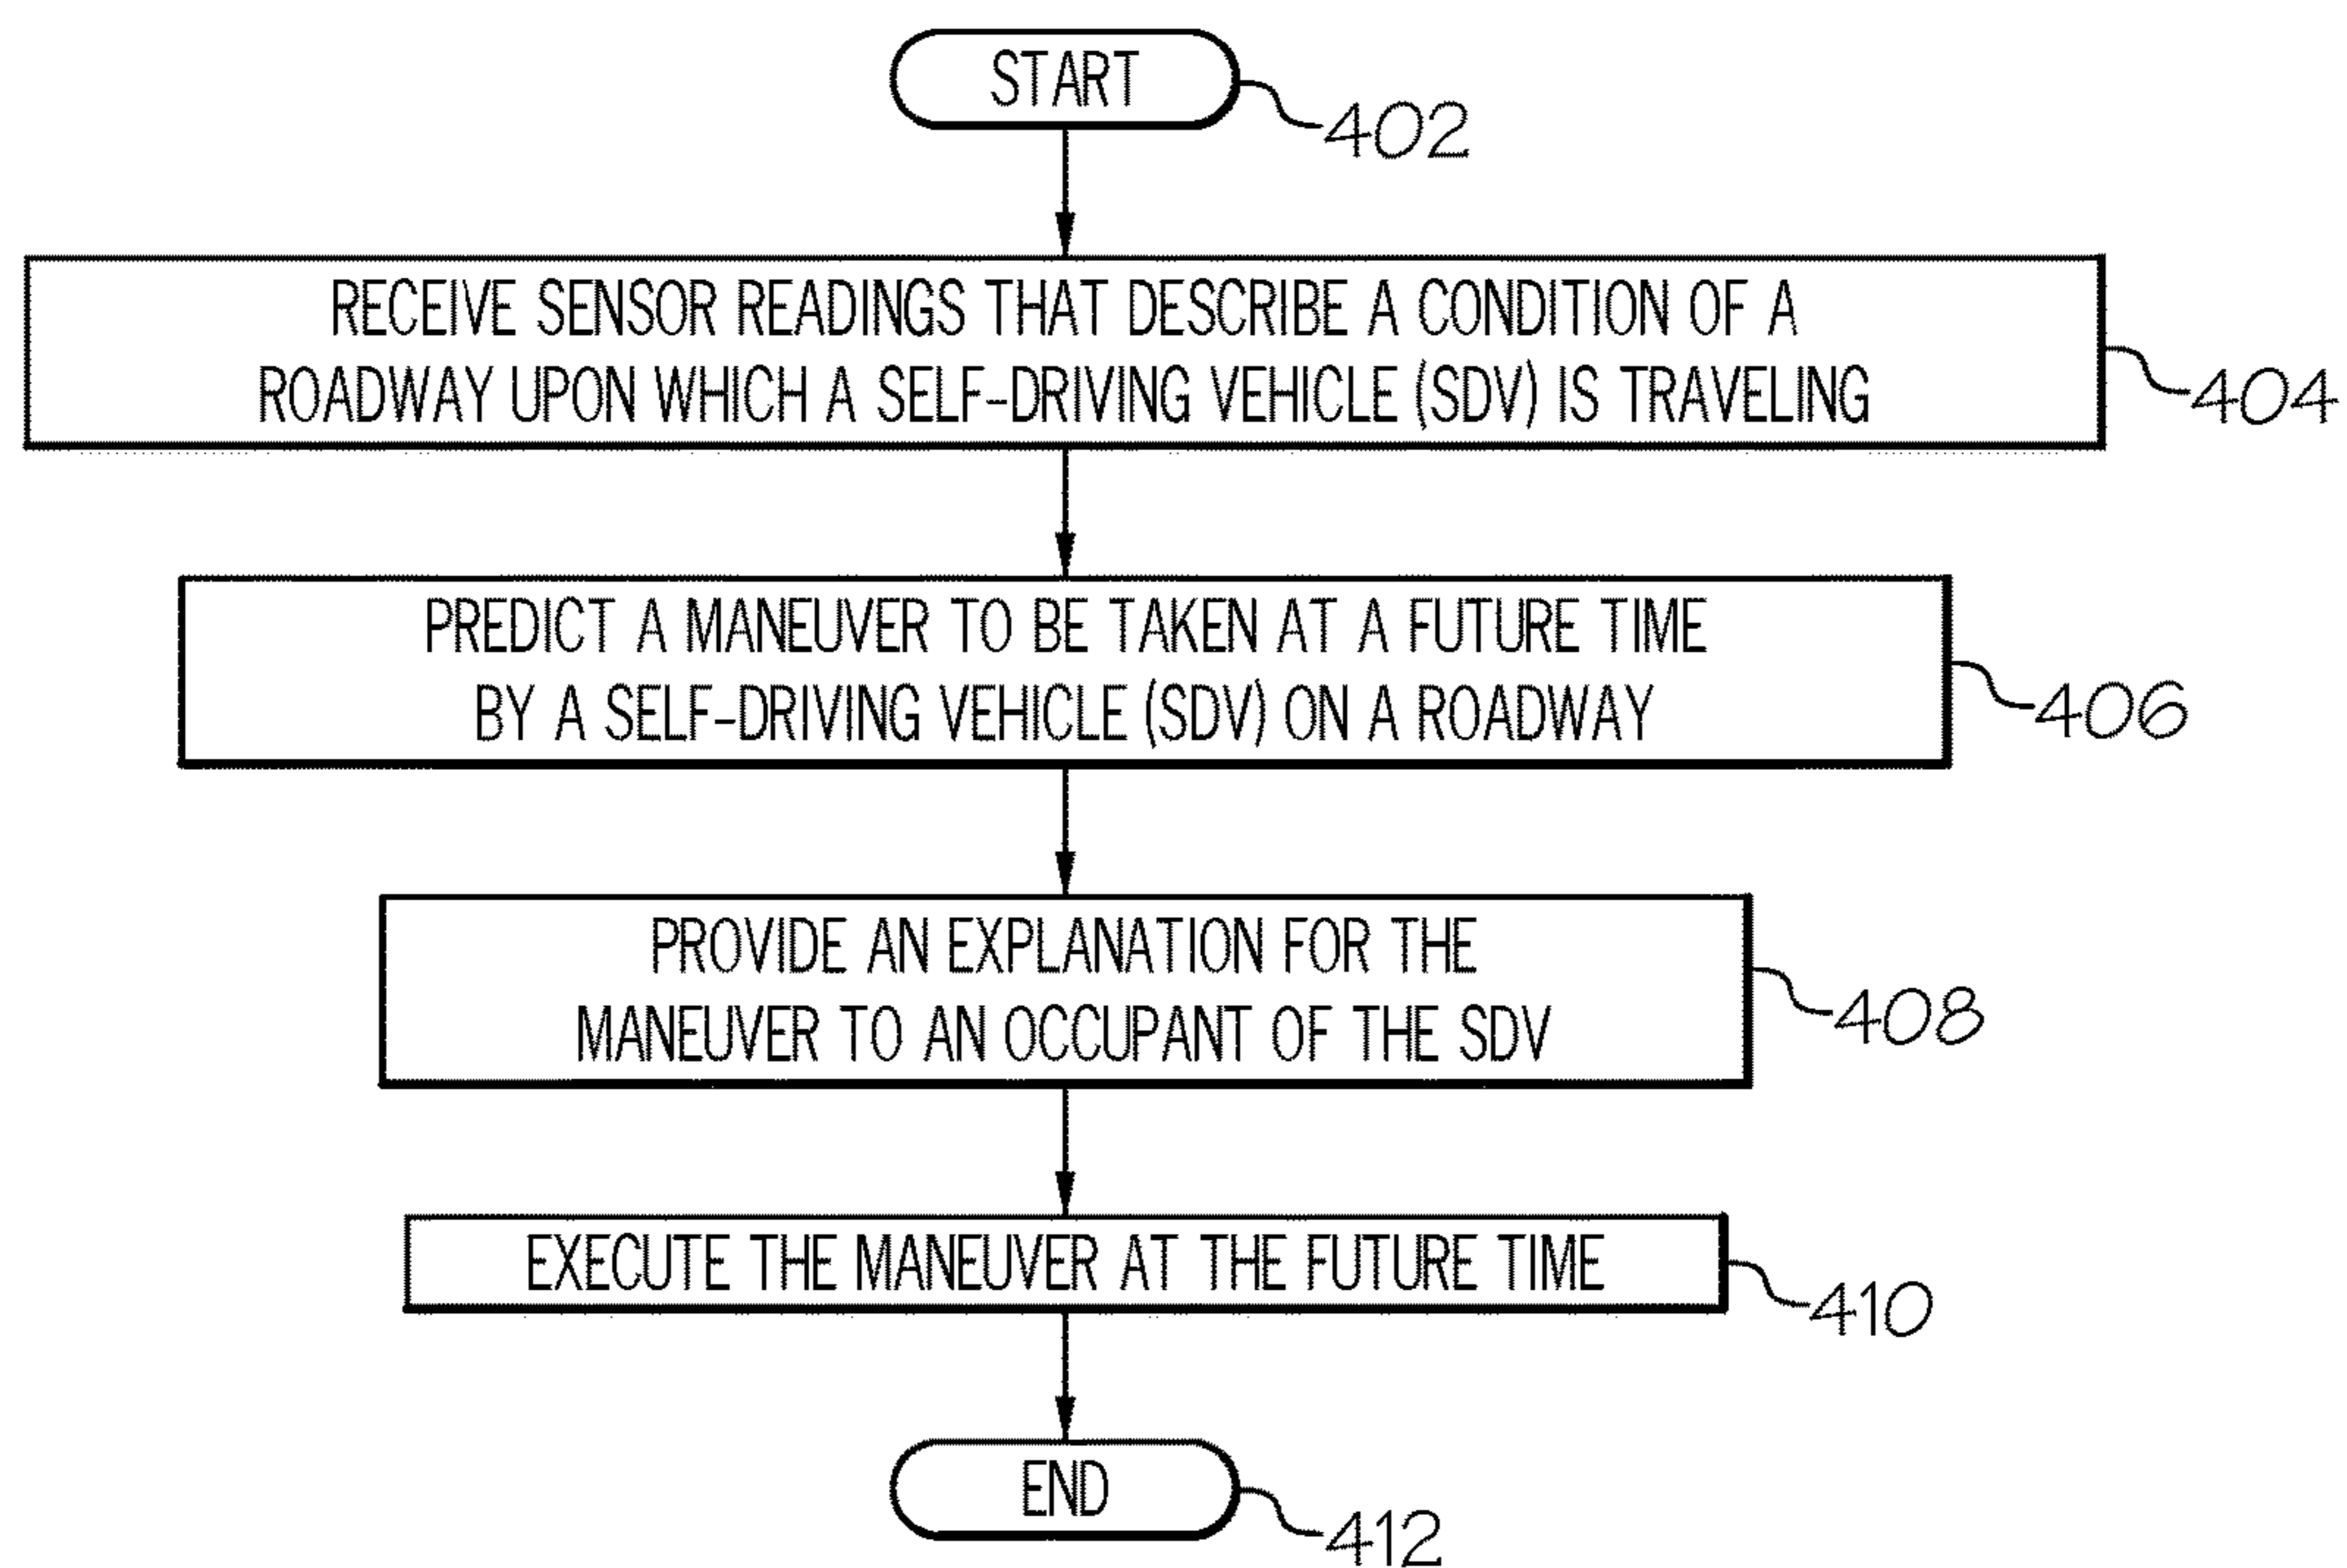 START
402
RECEIVE SENSOR READINGS THAT DESCRIBE A CONDITION OF A
ROADWAY UPON WHICH A SELF-DRIVING VEHICLE (SDV) IS TRAVELING
404
PREDICT A MANEUVER TO BE TAKEN AT A FUTURE TIME
BY A SELF-DRIVING VEHICLE (SDV) ON A ROADWAY
406
PROVIDE AN EXPLANATION FOR THE
MANEUVER TO AN OCCUPANT OF THE SDV
408
EXECUTE THE MANEUVER AT THE FUTURE TIME
410
END
412